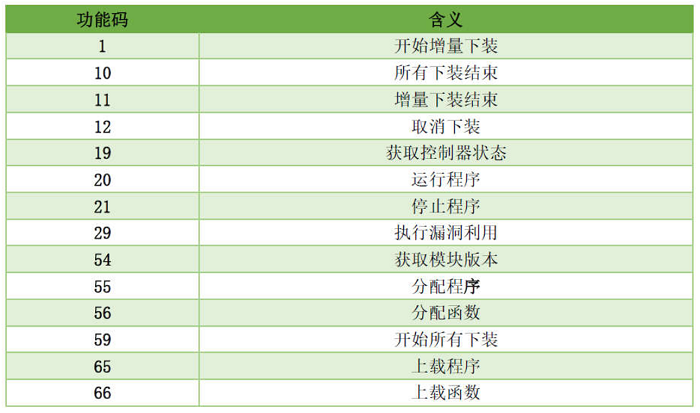 功能码 含义
1 开始增量下装
10 所有下装结束
11 增量下装结束
12 取消下装
19 获取控制器状态
20 运行程序
21 停止程序
29 执行漏洞利用
54 获取模块版本
55 分配程序
56 分配函数
59 开始所有下装
65 上载程序
66 上载函数